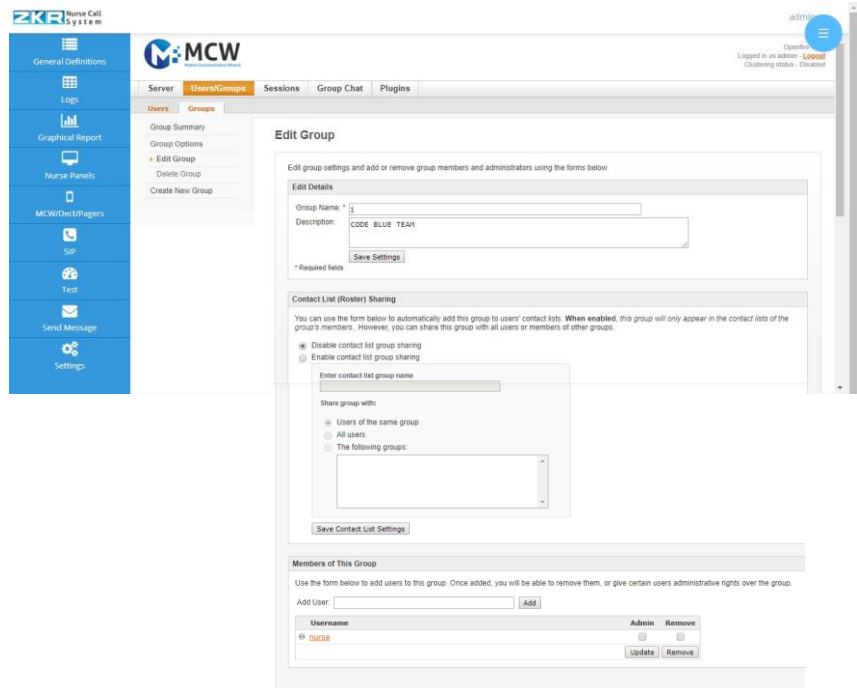 ZKR Nurse Call System
admin
General Definitions
Logs
Graphical Report
Nurse Panels
MCW/Dect/Pagers
SIP
Test
Send Message
Settings
MCW
Mobile Communication Wizard
Openfire
Logged in as admin - Logout
Clustering status - Disabled
Server Users/Groups Sessions Group Chat Plugins
Users Groups
Group Summary
Group Options
Edit Group
Delete Group
Create New Group
Edit Group
Edit group settings and add or remove group members and administrators using the forms below.
Edit Details
Group Name: * 1
Description: CODE BLUE TEAM
Save Settings
* Required fields
Contact List (Roster) Sharing
You can use the form below to automatically add this group to users' contact lists. When enabled, this group will only appear in the contact lists of the
group's members.. However, you can share this group with all users or members of other groups.
Disable contact list group sharing
Enable contact list group sharing
Enter contact list group name
Share group with:
Users of the same group
All users
The following groups:
Save Contact List Settings
Members of This Group
Use the form below to add users to this group. Once added, you will be able to remove them, or give certain users administrative rights over the group.
Add User: Add
Username Admin Remove
nurse
Update Remove